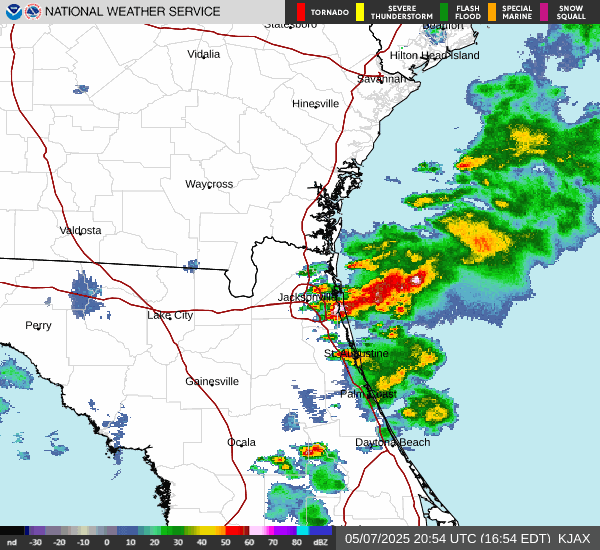 NATIONAL WEATHER SERVICE
TORNADO
SEVERE THUNDERSTORM
FLASH FLOOD
SPECIAL MARINE
SNOW SQUALL
Statesboro
Beaufort
Vidalia
Hilton Head Island
Savannah
Hinesville
Waycross
Valdosta
Jacksonville
Lake City
Perry
St. Augustine
Gainesville
Palm Coast
Ocala
Daytona Beach
nd -30 -20 -10 0 10 20 30 40 50 60 70 80 dBZ
05/07/2025 20:54 UTC (16:54 EDT) KJAX